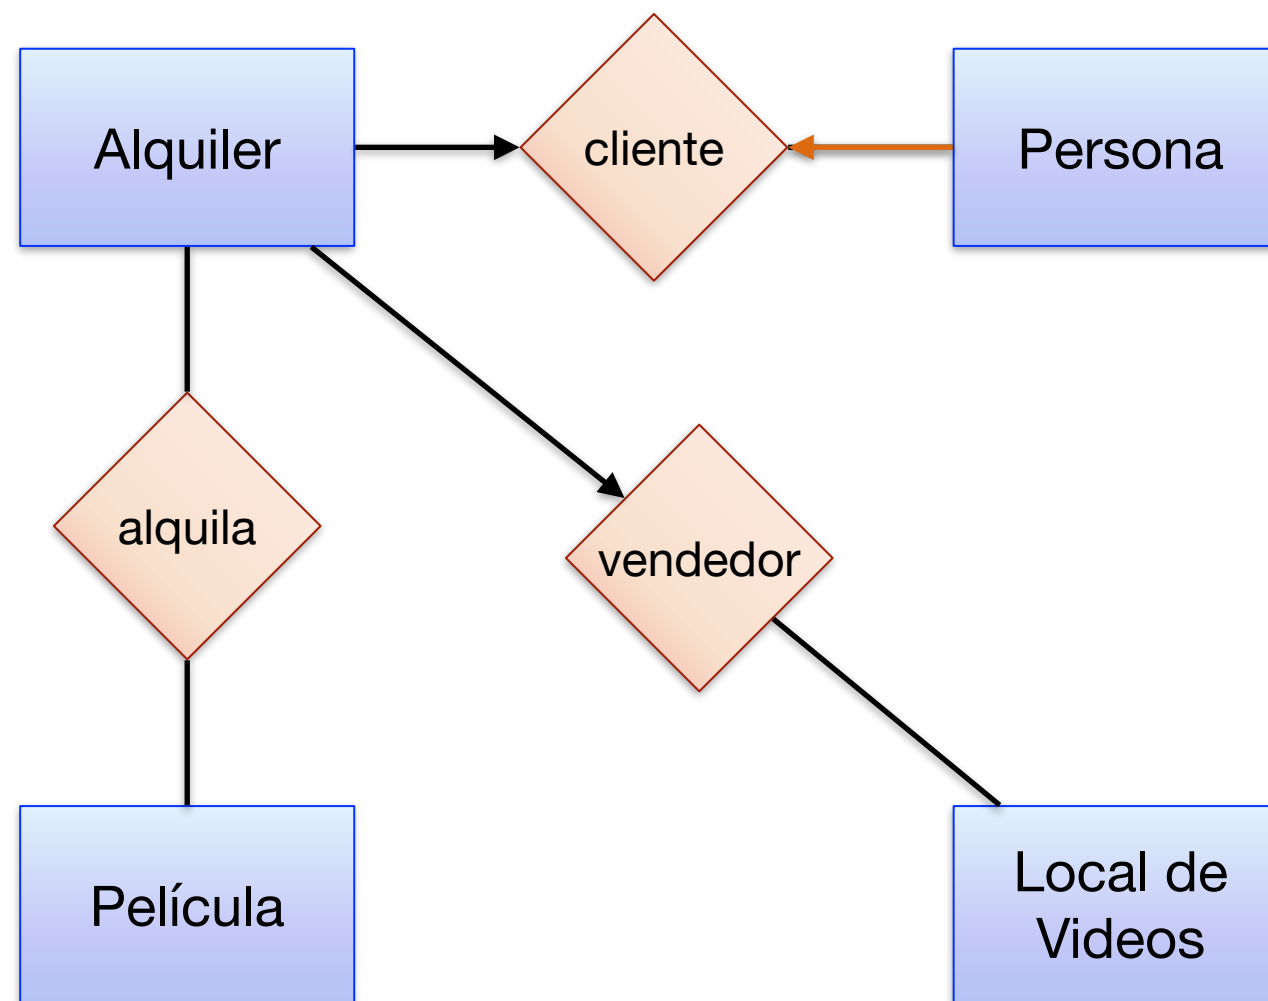 Alquiler
cliente
Persona
alquila
vendedor
Película
Local de
Videos